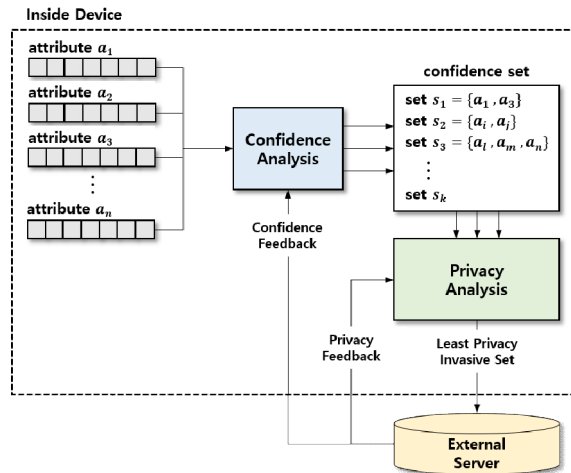 Inside Device
attribute a₁
attribute a₂
attribute a₃
⋮
attribute aₙ
Confidence
Analysis
confidence set
set s₁ = {a₁ , a₃}
set s₂ = {aᵢ , aⱼ}
set s₃ = {aₗ , aₘ , aₙ}
⋮
set sₖ
Confidence
Feedback
Privacy
Analysis
Privacy
Feedback
Least Privacy
Invasive Set
External
Server